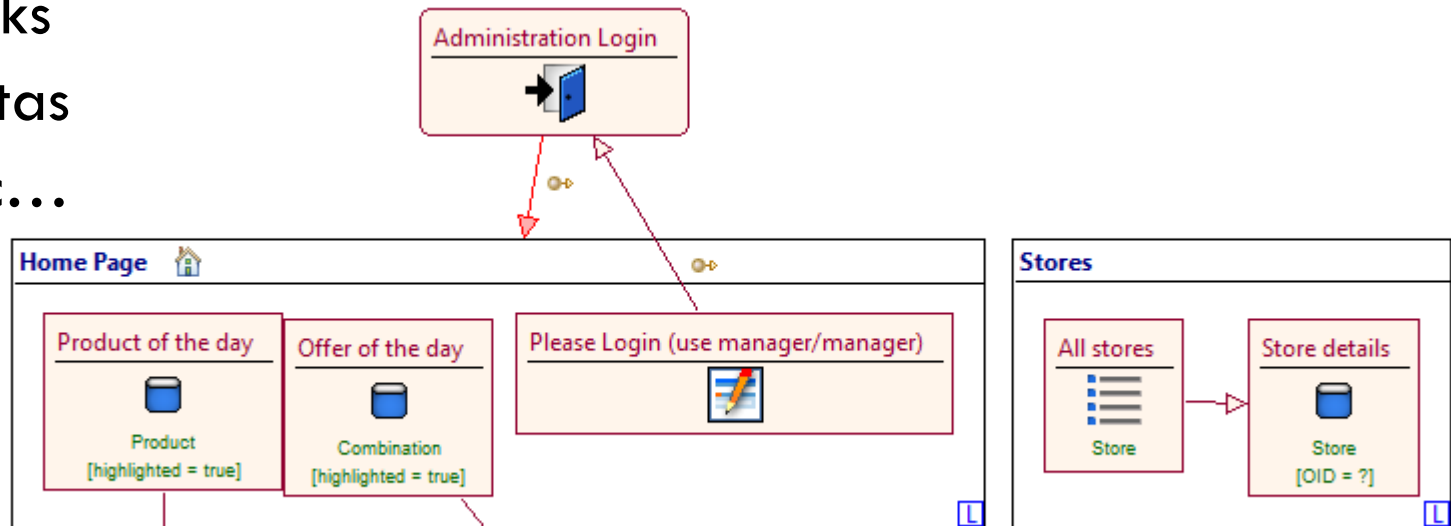 ks
tas
c…
Administration Login
Home Page
Product of the day
Product
[highlighted = true]
Offer of the day
Combination
[highlighted = true]
Please Login (use manager/manager)
L
Stores
All stores
Store
Store details
Store
[OID = ?]
L